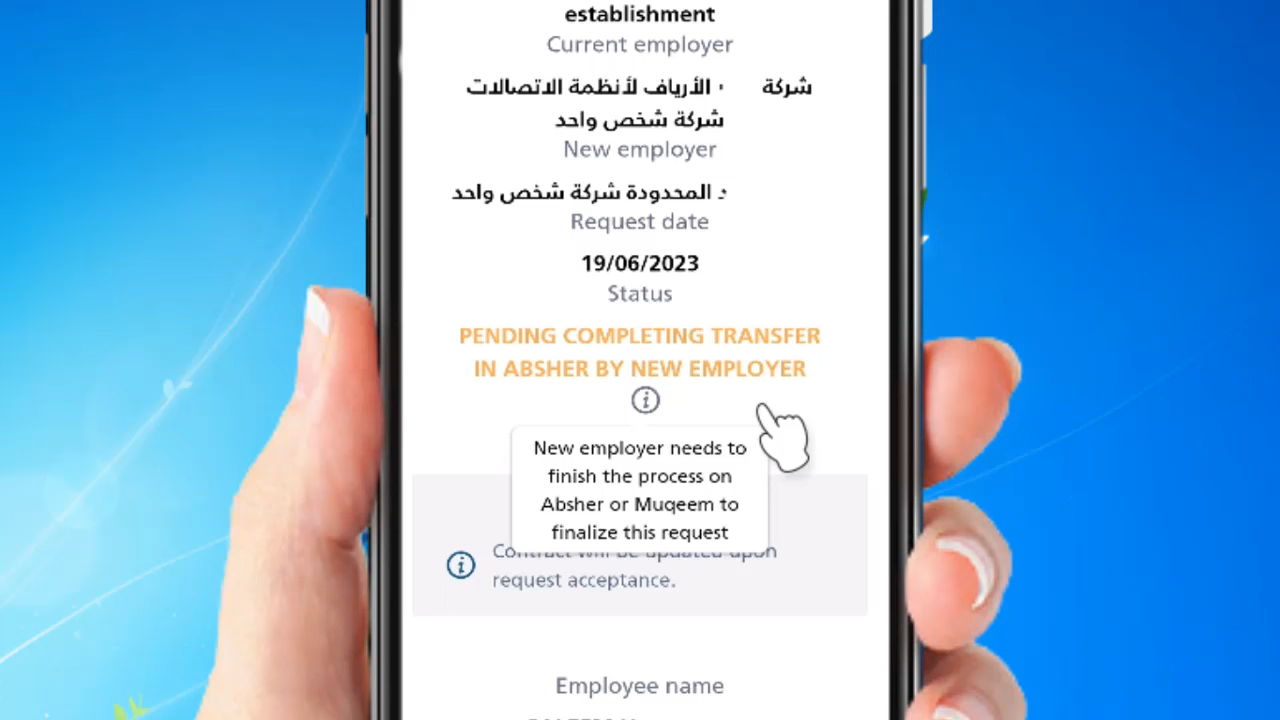 establishment
Current employer
شركة الأرياف لأنظمة الاتصالات
شركة شخص واحد
New employer
المحدودة شركة شخص واحد
Request date
19/06/2023
Status
PENDING COMPLETING TRANSFER
IN ABSHER BY NEW EMPLOYER
New employer needs to
finish the process on
Absher or Muqeem to
finalize this request
Contract will be updated upon
request acceptance.
Employee name